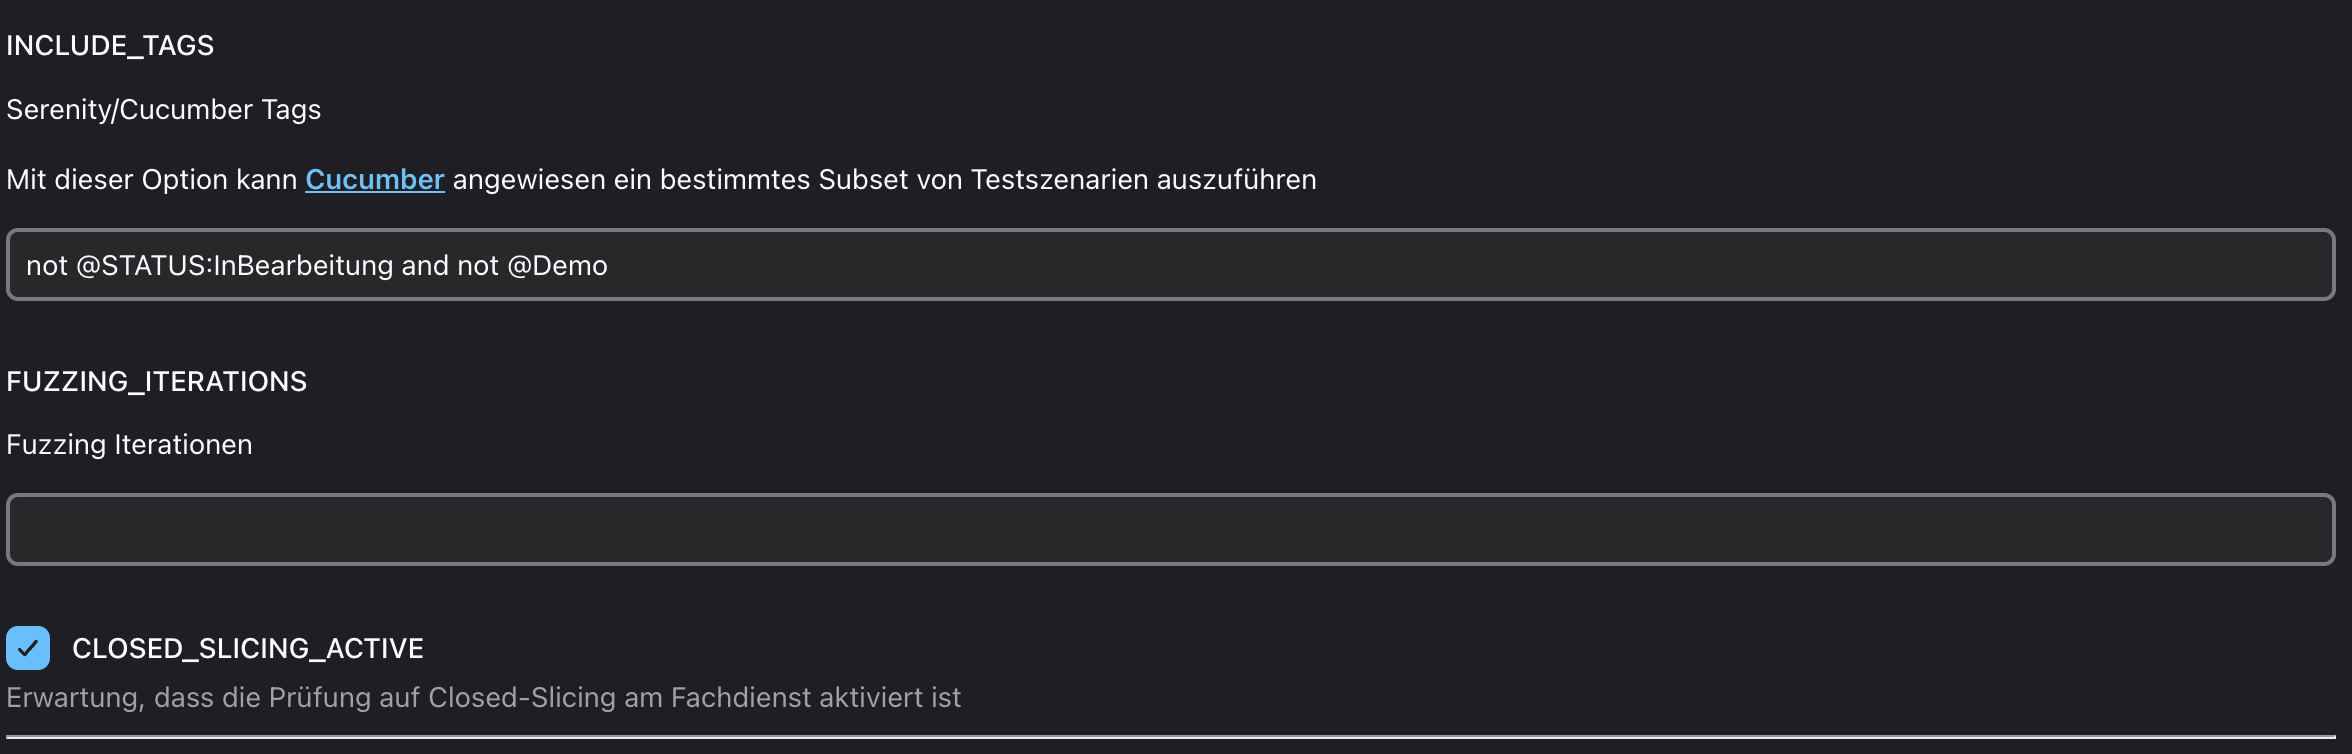 INCLUDE_TAGS
Serenity/Cucumber Tags
Mit dieser Option kann Cucumber angewiesen ein bestimmtes Subset von Testszenarien auszuführen
not @STATUS:InBearbeitung and not @Demo
FUZZING_ITERATIONS
Fuzzing Iterationen
CLOSED_SLICING_ACTIVE
Erwartung, dass die Prüfung auf Closed-Slicing am Fachdienst aktiviert ist